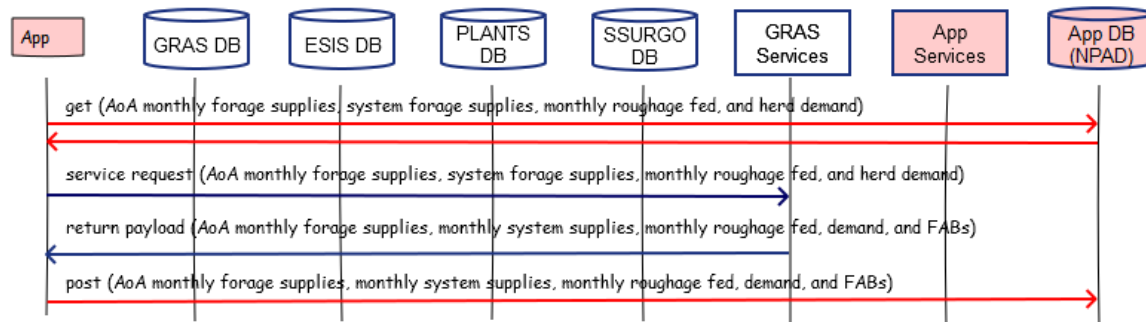 App
GRAS DB
ESIS DB
PLANTS
DB
SSURGO
DB
GRAS
Services
App
Services
App DB
(NPAD)
get (AoA monthly forage supplies, system forage supplies, monthly roughage fed, and herd demand)
service request (AoA monthly forage supplies, system forage supplies, monthly roughage fed, and herd demand)
return payload (AoA monthly forage supplies, monthly system supplies, monthly roughage fed, demand, and FABs)
post (AoA monthly forage supplies, monthly system supplies, monthly roughage fed, demand, and FABs)